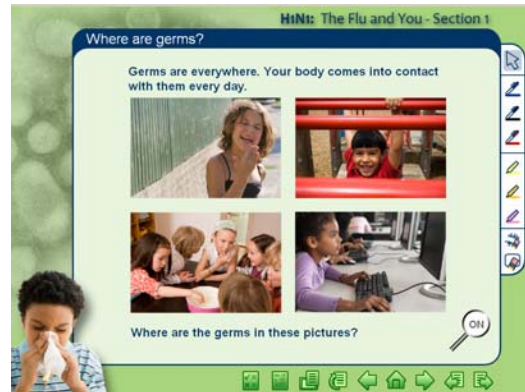 H1N1: The Flu and You - Section 1
Where are germs?
Germs are everywhere. Your body comes into contact
with them every day.
Where are the germs in these pictures?
ON